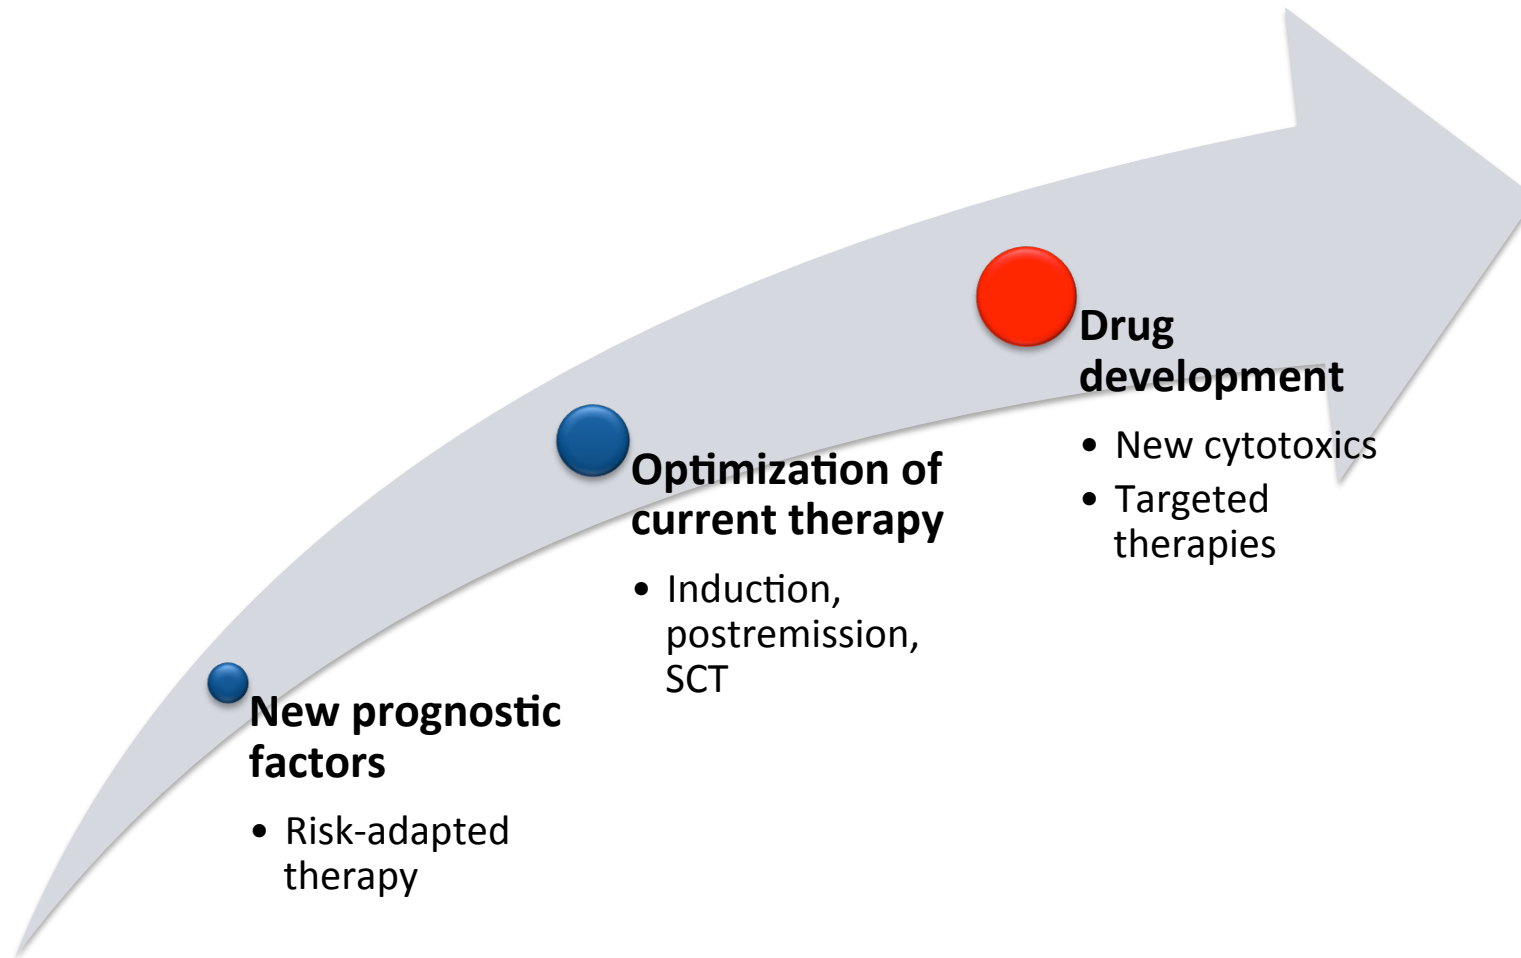 New prognostic
factors
• Risk-adapted
therapy
Optimization of
current therapy
• Induction,
postremission,
SCT
Drug
development
• New cytotoxics
• Targeted
therapies